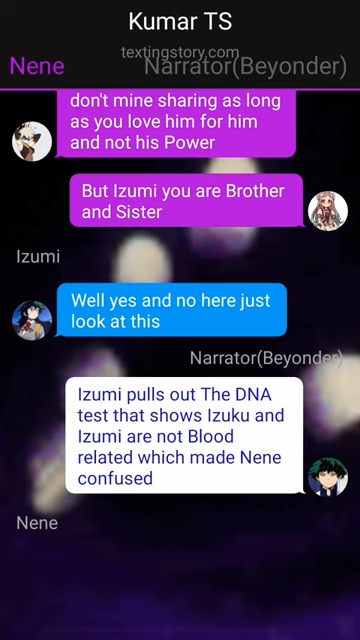 Kumar TS
textingstory.com
Nene
Narrator(Beyonder)
don't mine sharing as long
as you love him for him
and not his Power
But Izumi you are Brother
and Sister
Izumi
Well yes and no here just
look at this
Narrator(Beyonder)
Izumi pulls out The DNA
test that shows Izuku and
Izumi are not Blood
related which made Nene
confused
Nene